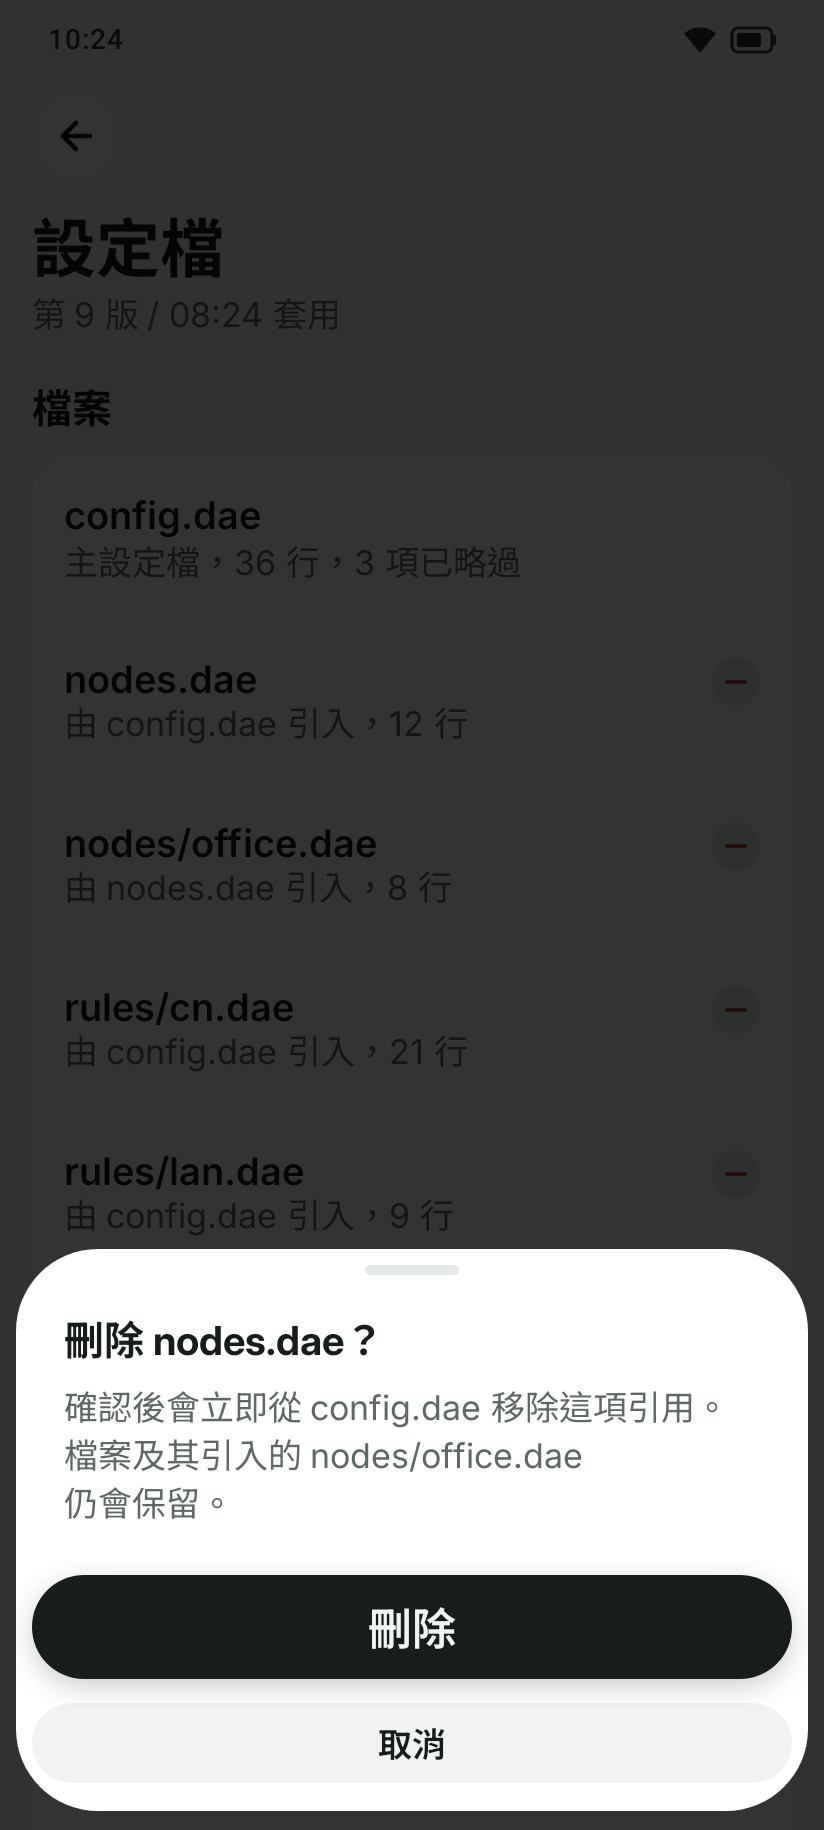 10:24
設定檔
第 9 版 / 08:24 套用
檔案
config.dae
主設定檔，36 行，3 項已略過
nodes.dae
由 config.dae 引入，12 行
nodes/office.dae
由 nodes.dae 引入，8 行
rules/cn.dae
由 config.dae 引入，21 行
rules/lan.dae
由 config.dae 引入，9 行
刪除 nodes.dae？
確認後會立即從 config.dae 移除這項引用。
檔案及其引入的 nodes/office.dae
仍會保留。
刪除
取消